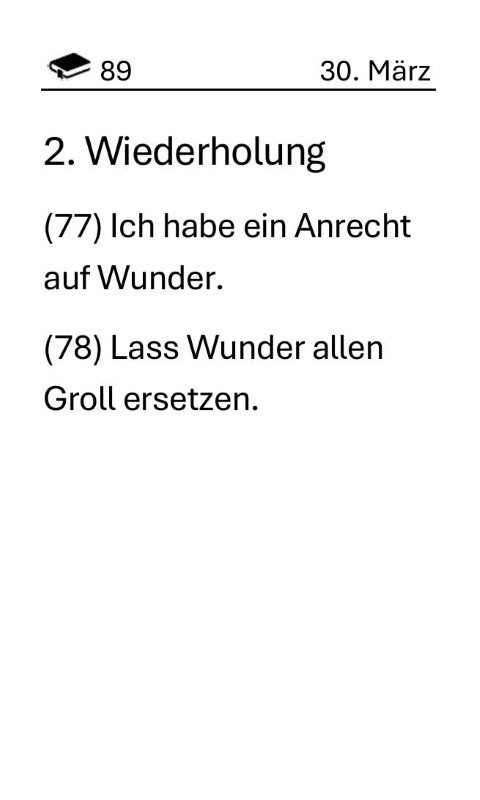 89 30. März
2. Wiederholung
(77) Ich habe ein Anrecht
auf Wunder.
(78) Lass Wunder allen
Groll ersetzen.